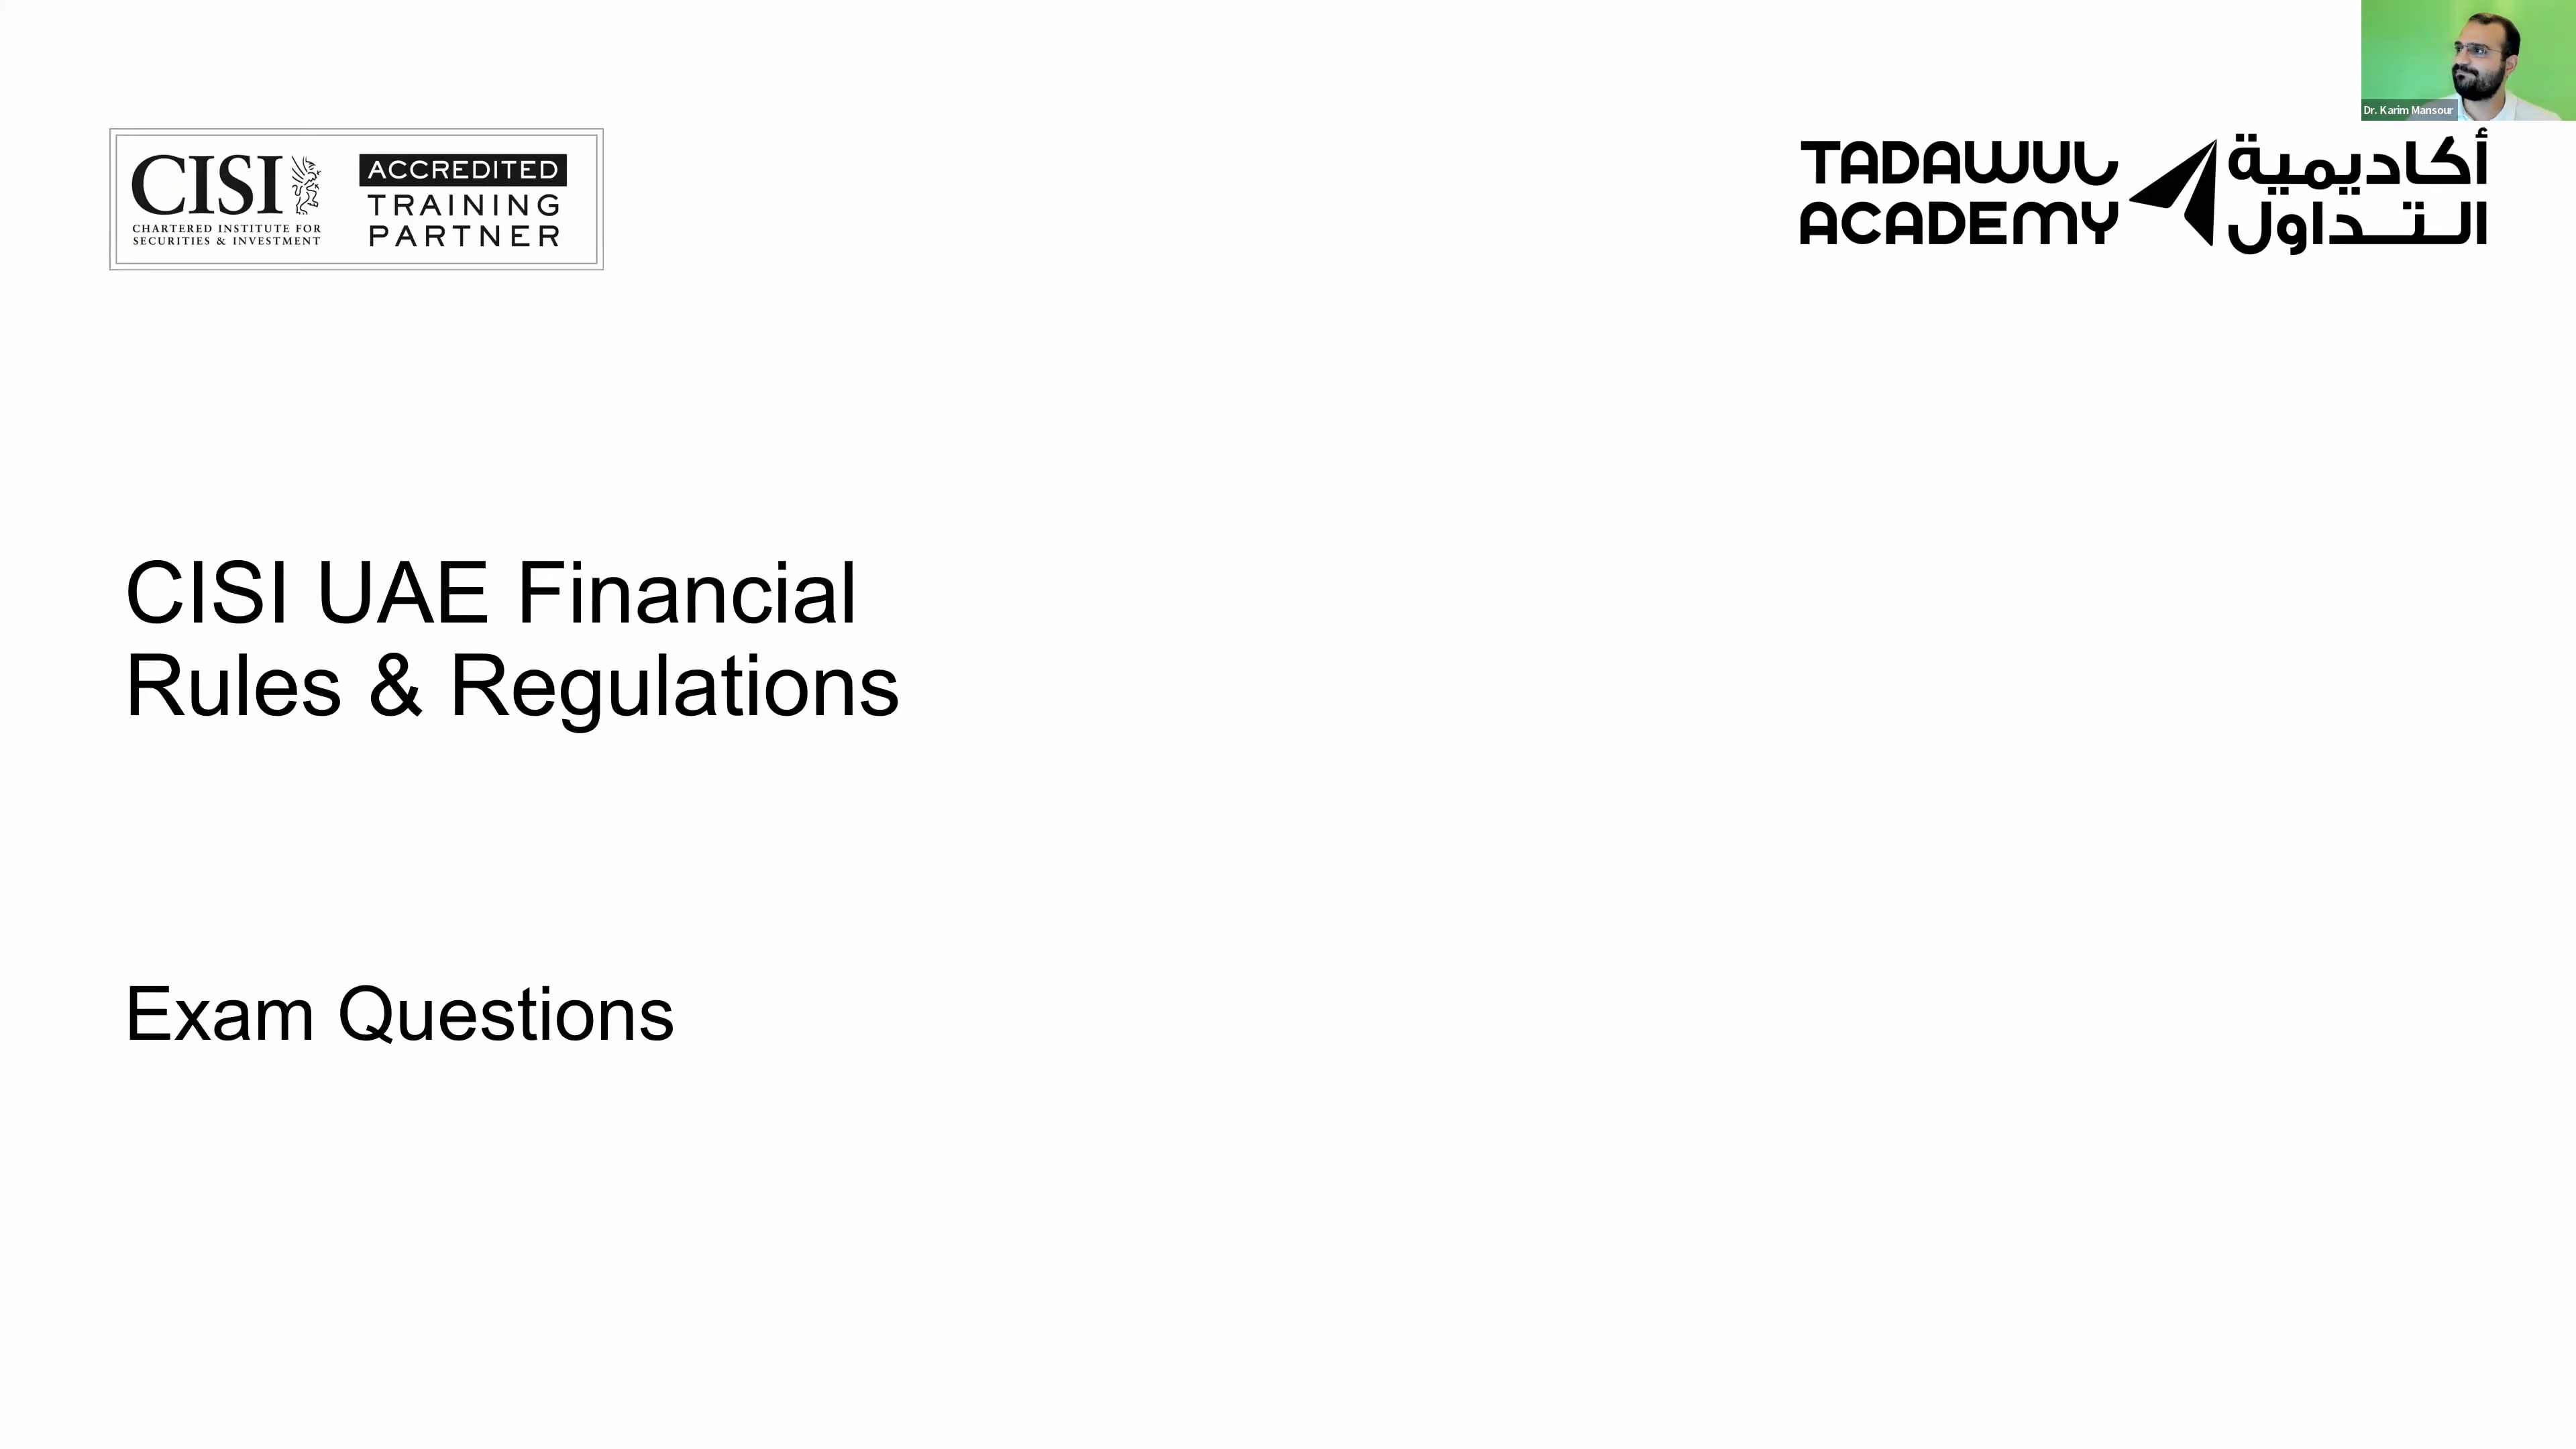 Dr. Karim Mansour
CISI
CHARTERED INSTITUTE FOR
SECURITIES & INVESTMENT
ACCREDITED
TRAINING
PARTNER
TADAWUL
ACADEMY
أكاديمية
التداول
CISI UAE Financial
Rules & Regulations
Exam Questions